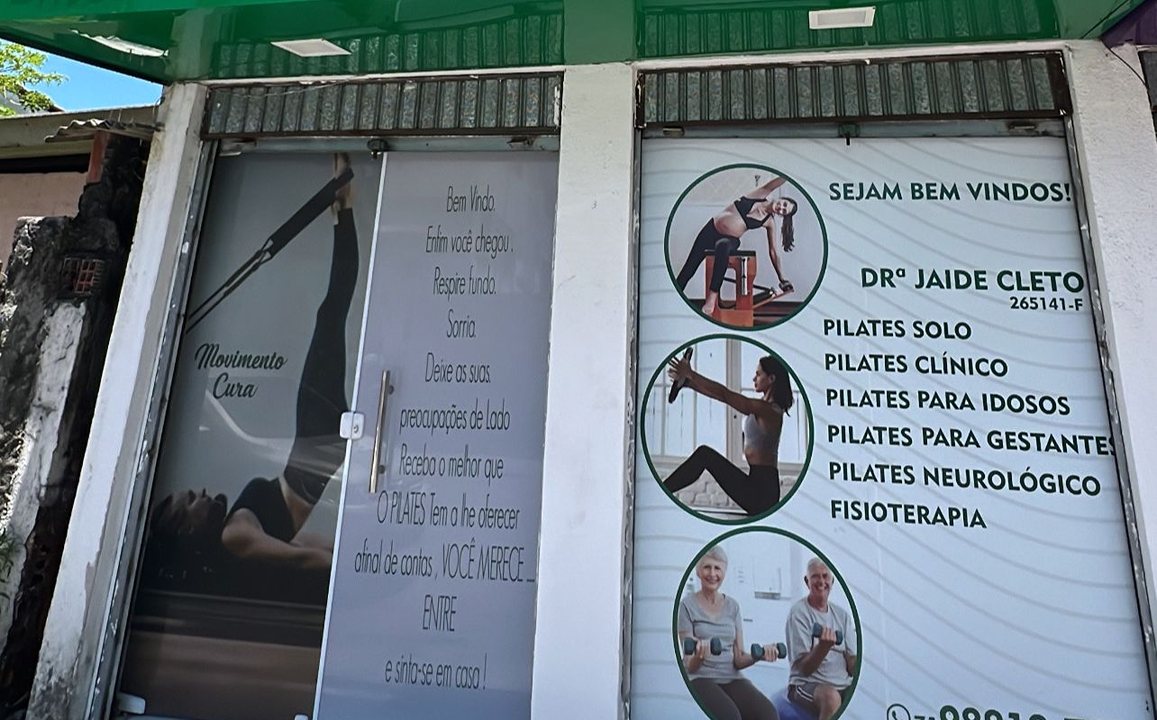 Movimento
Cura
Bem Vindo.
Enfim você chegou.
Respire fundo.
Sorria.
Deixe as suas.
preocupações de Lado
Receba o melhor que
O PILATES Tem a lhe oferecer
afinal de contas, VOCÊ MERECE...
ENTRE
e sinta-se em casa!
SEJAM BEM VINDOS!
DRª JAIDE CLETO
265141-F
PILATES SOLO
PILATES CLÍNICO
PILATES PARA IDOSOS
PILATES PARA GESTANTES
PILATES NEUROLÓGICO
FISIOTERAPIA